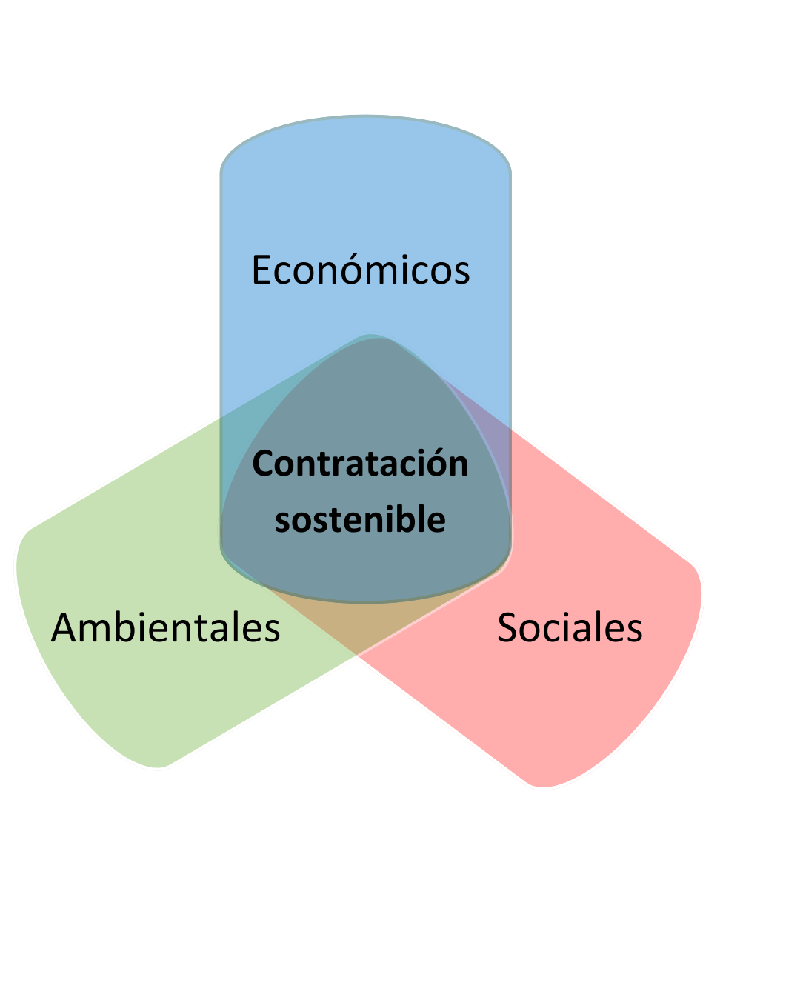 Económicos
Contratación
sostenible
Ambientales
Sociales